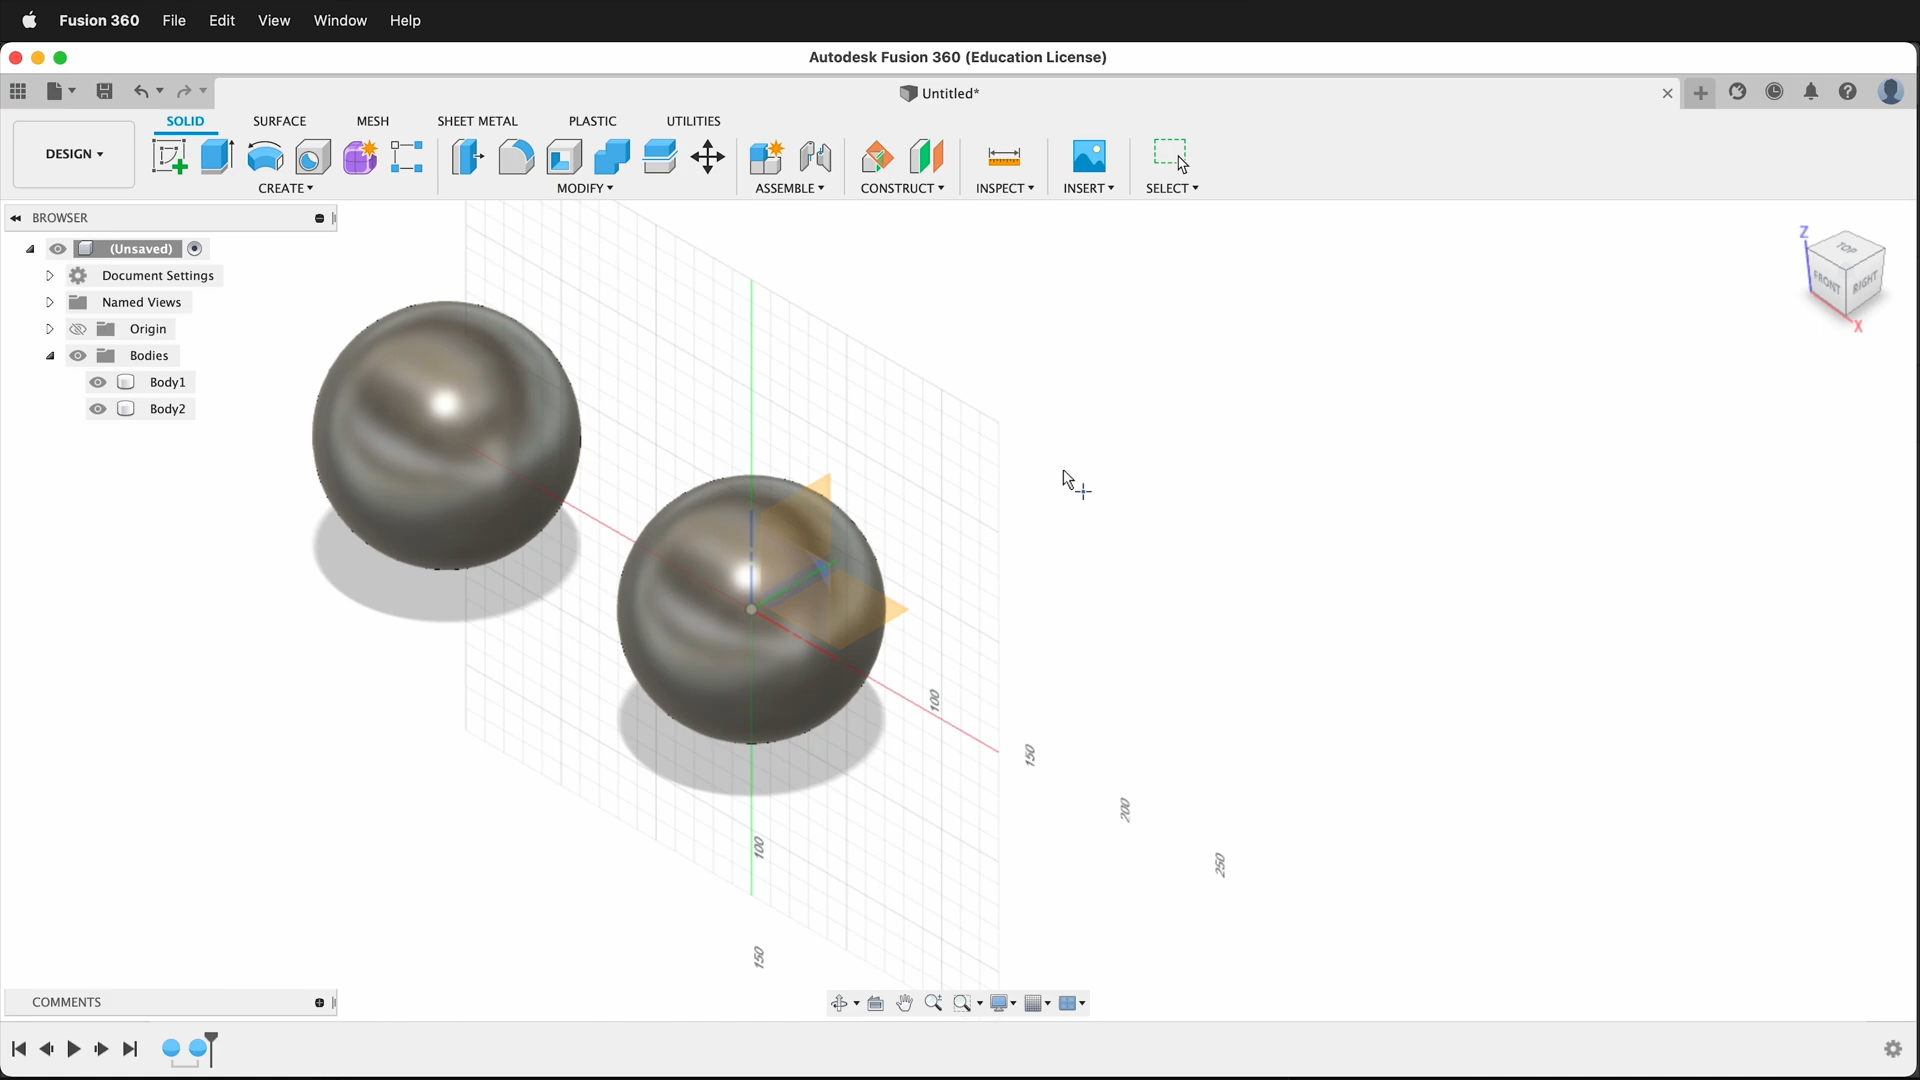 Fusion 360 File Edit View Window Help
Autodesk Fusion 360 (Education License)
Untitled*
SOLID SURFACE MESH SHEET METAL PLASTIC UTILITIES
DESIGN
CREATE MODIFY ASSEMBLE CONSTRUCT INSPECT INSERT SELECT
BROWSER
(Unsaved)
Document Settings
Named Views
Origin
Bodies
Body1
Body2
Z
TOP
FRONT RIGHT
X
100
150
200
250
100
150
COMMENTS